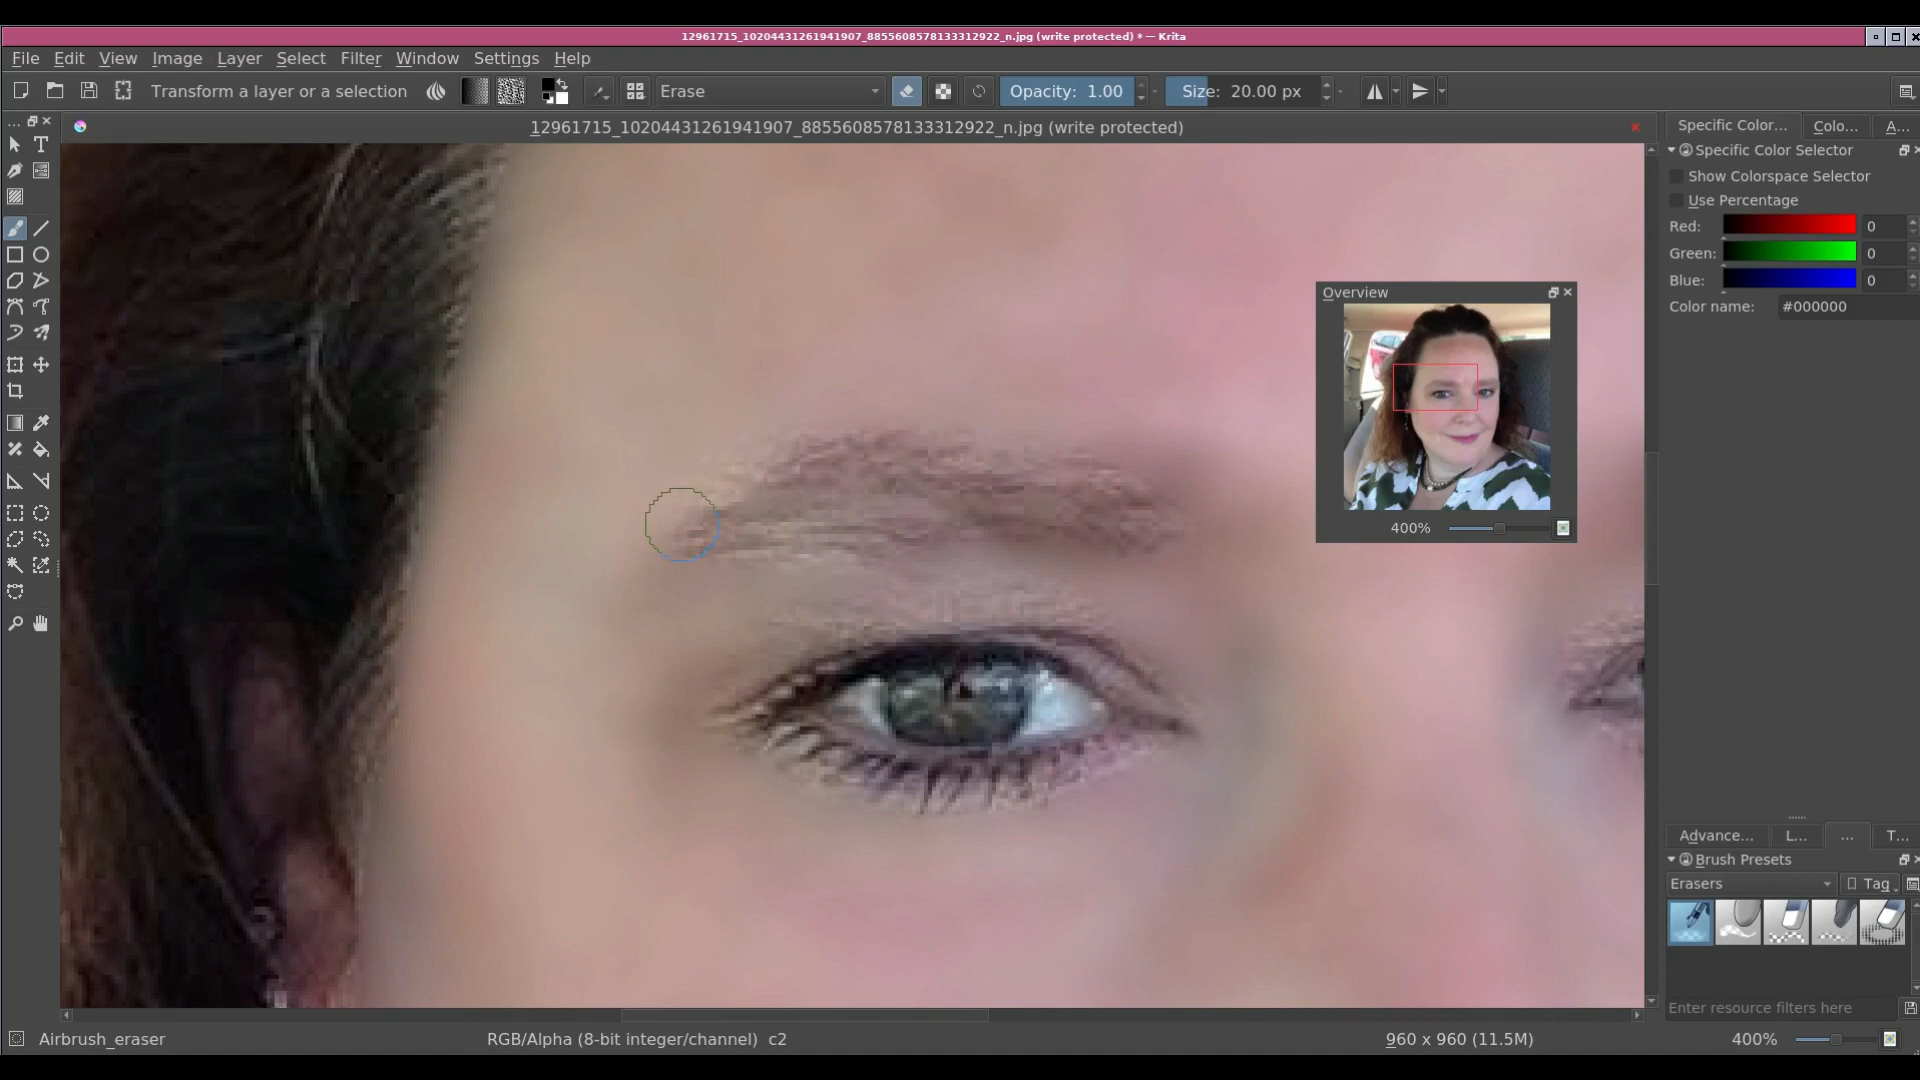 12961715_10204431261941907_8855608578133312922_n.jpg (write protected) * — Krita
File Edit View Image Layer Select Filter Window Settings Help
Transform a layer or a selection Erase Opacity: 1.00 Size: 20.00 px
12961715_10204431261941907_8855608578133312922_n.jpg (write protected)
Specific Color... Colo... A...
Specific Color Selector
Show Colorspace Selector
Use Percentage
Red: 0
Green: 0
Blue: 0
Color name: #000000
Overview
400%
Advance... L... ... T...
Brush Presets
Erasers Tag
Enter resource filters here
Airbrush_eraser RGB/Alpha (8-bit integer/channel) c2 960 x 960 (11.5M) 400%